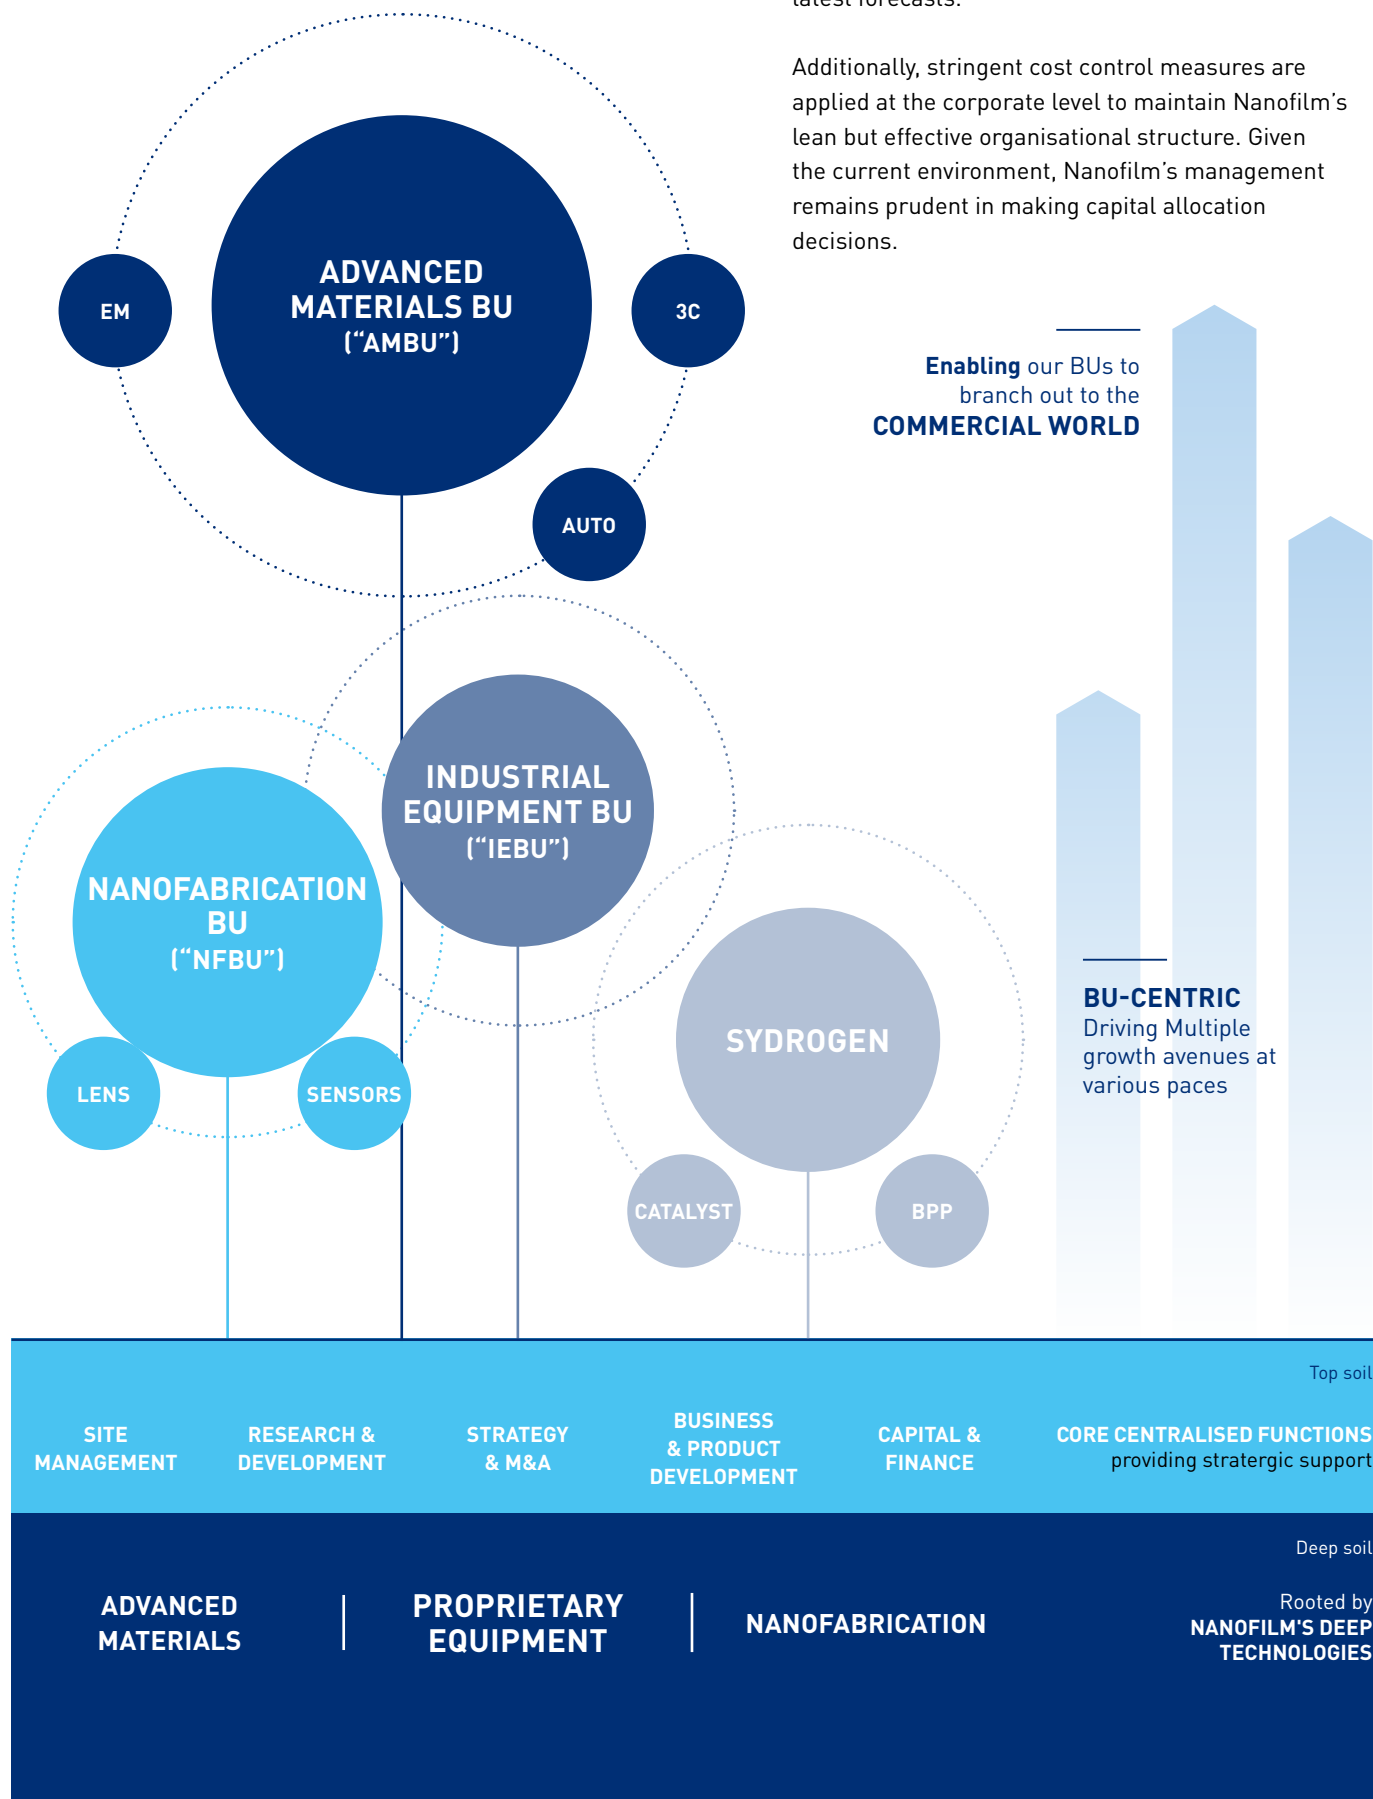 latest forecasts.
Additionally, stringent cost control measures are
applied at the corporate level to maintain Nanofilm’s
lean but effective organisational structure. Given
the current environment, Nanofilm’s management
remains prudent in making capital allocation
decisions.
ADVANCED
MATERIALS BU
(“AMBU”)
EM
3C
AUTO
Enabling our BUs to
branch out to the
COMMERCIAL WORLD
INDUSTRIAL
EQUIPMENT BU
(“IEBU”)
NANOFABRICATION
BU
(“NFBU”)
LENS
SENSORS
SYDROGEN
CATALYST
BPP
BU-CENTRIC
Driving Multiple
growth avenues at
various paces
Top soil
SITE
MANAGEMENT
RESEARCH &
DEVELOPMENT
STRATEGY
& M&A
BUSINESS
& PRODUCT
DEVELOPMENT
CAPITAL &
FINANCE
CORE CENTRALISED FUNCTIONS
providing stratergic support
Deep soil
ADVANCED
MATERIALS
PROPRIETARY
EQUIPMENT
NANOFABRICATION
Rooted by
NANOFILM'S DEEP
TECHNOLOGIES